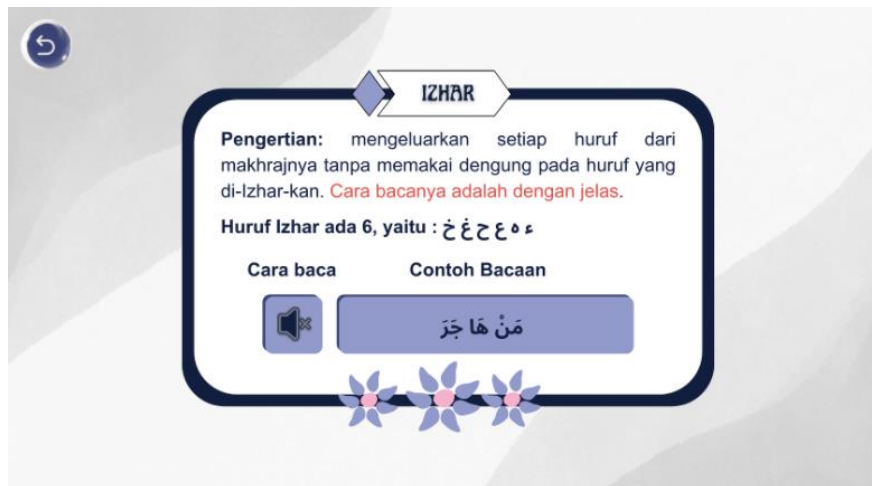 IZHAR
Pengertian: mengeluarkan setiap huruf dari
makhrajnya tanpa memakai dengung pada huruf yang
di-Izhar-kan. Cara bacanya adalah dengan jelas.
Huruf Izhar ada 6, yaitu : ء ه ع ح غ خ
Cara baca Contoh Bacaan
مَنْ هَا جَرَ